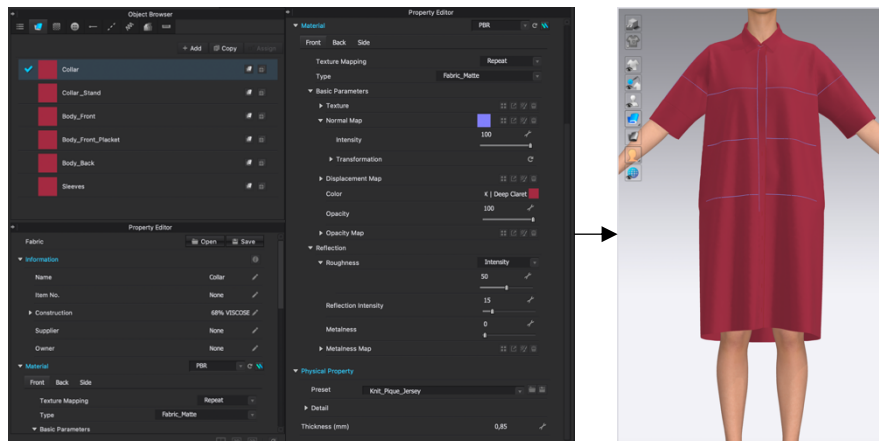 Object Browser
+ Add
Copy
Assign
Collar
Collar_Stand
Body_Front
Body_Front_Placket
Body_Back
Sleeves
Property Editor
Fabric
Open
Save
Information
Name Collar
Item No. None
Construction 68% VISCOSE
Supplier None
Owner None
Material PBR
Front Back Side
Texture Mapping Repeat
Type Fabric_Matte
Basic Parameters
Property Editor
Material PBR
Front Back Side
Texture Mapping Repeat
Type Fabric_Matte
Basic Parameters
Texture
Normal Map
Intensity 100
Transformation
Displacement Map
Color K | Deep Claret
Opacity 100
Opacity Map
Reflection
Roughness Intensity
50
Reflection Intensity 15
Metalness 0
Metalness Map
Physical Property
Preset Knit_Pique_Jersey
Detail
Thickness (mm) 0,85